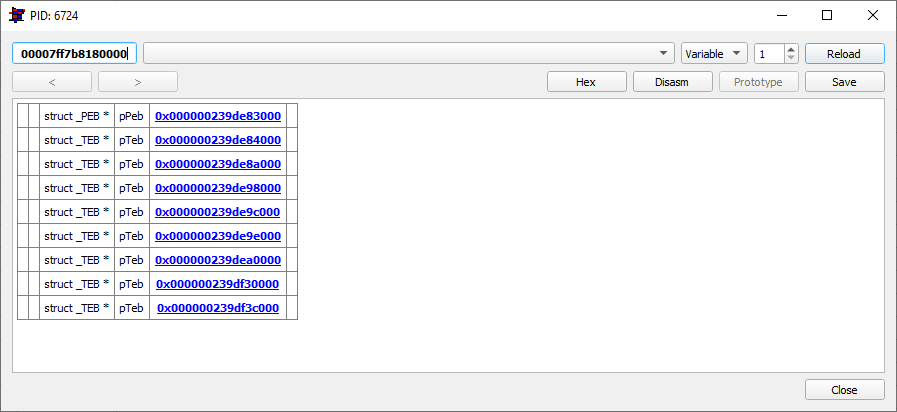 PID: 6724
00007ff7b8180000 Variable 1 Reload
< > Hex Disasm Prototype Save
struct _PEB * pPeb 0x000000239de83000
struct _TEB * pTeb 0x000000239de84000
struct _TEB * pTeb 0x000000239de8a000
struct _TEB * pTeb 0x000000239de98000
struct _TEB * pTeb 0x000000239de9c000
struct _TEB * pTeb 0x000000239de9e000
struct _TEB * pTeb 0x000000239dea0000
struct _TEB * pTeb 0x000000239df30000
struct _TEB * pTeb 0x000000239df3c000
Close